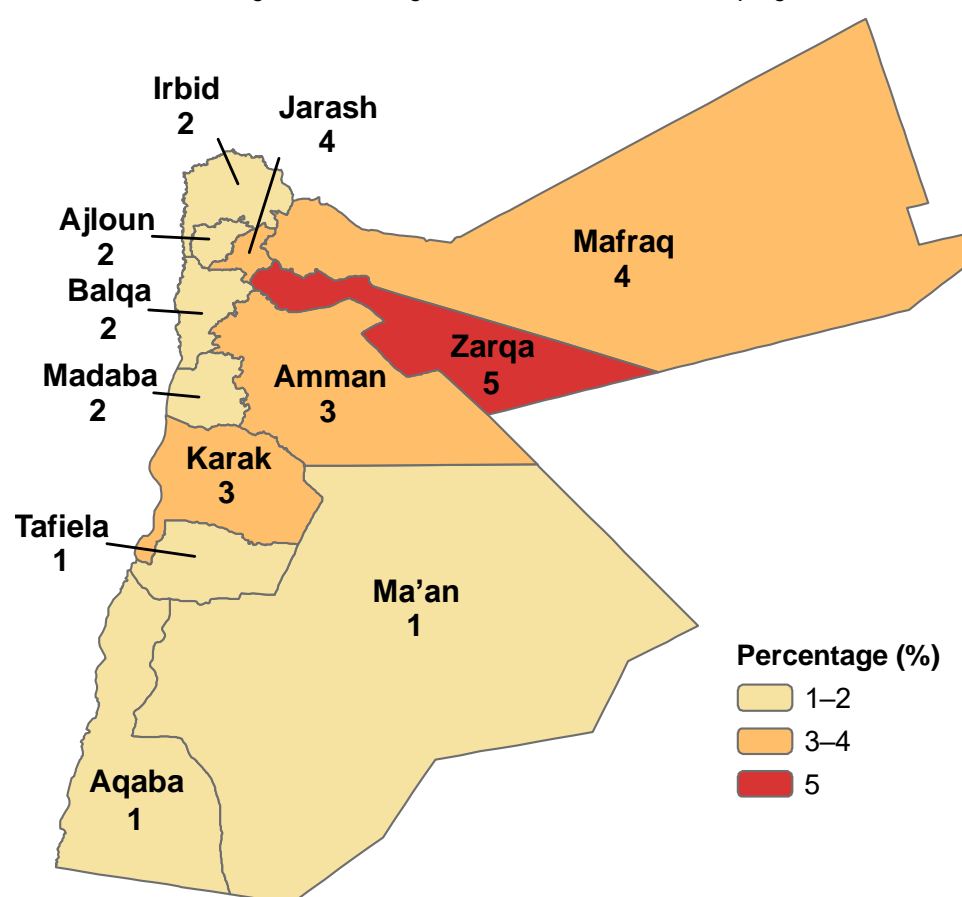 Irbid
2
Jarash
4
Ajloun
2
Mafraq
4
Balqa
2
Zarqa
5
Madaba
2
Amman
3
Karak
3
Tafiela
1
Ma’an
1
Percentage (%)
1–2
3–4
5
Aqaba
1